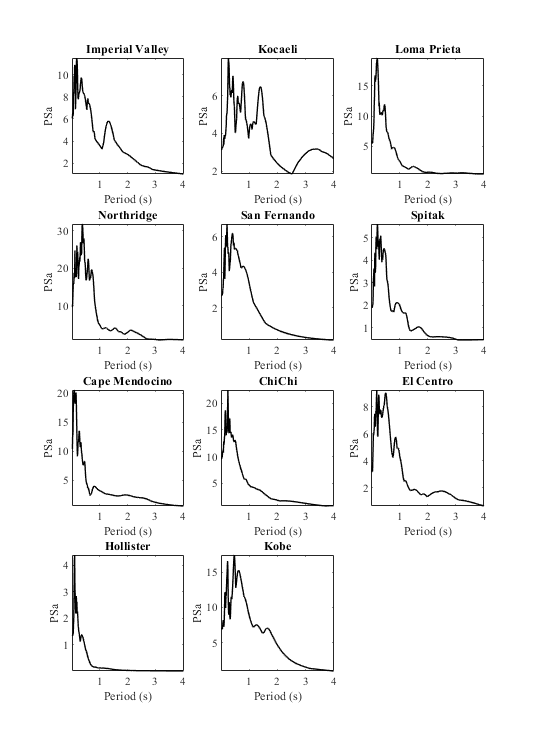 Imperial Valley Kocaeli Loma Prieta
PSa PSa PSa
10 8 6 4 2
6 4 2
15 10 5
1 2 3 4 1 2 3 4 1 2 3 4
Period (s) Period (s) Period (s)
Northridge San Fernando Spitak
PSa PSa PSa
30 20 10
6 4 2
5 4 3 2 1
1 2 3 4 1 2 3 4 1 2 3 4
Period (s) Period (s) Period (s)
Cape Mendocino ChiChi El Centro
PSa PSa PSa
20 15 10 5
20 15 10 5
8 6 4 2
1 2 3 4 1 2 3 4 1 2 3 4
Period (s) Period (s) Period (s)
Hollister Kobe
PSa PSa
4 3 2 1
15 10 5
1 2 3 4 1 2 3 4
Period (s) Period (s)